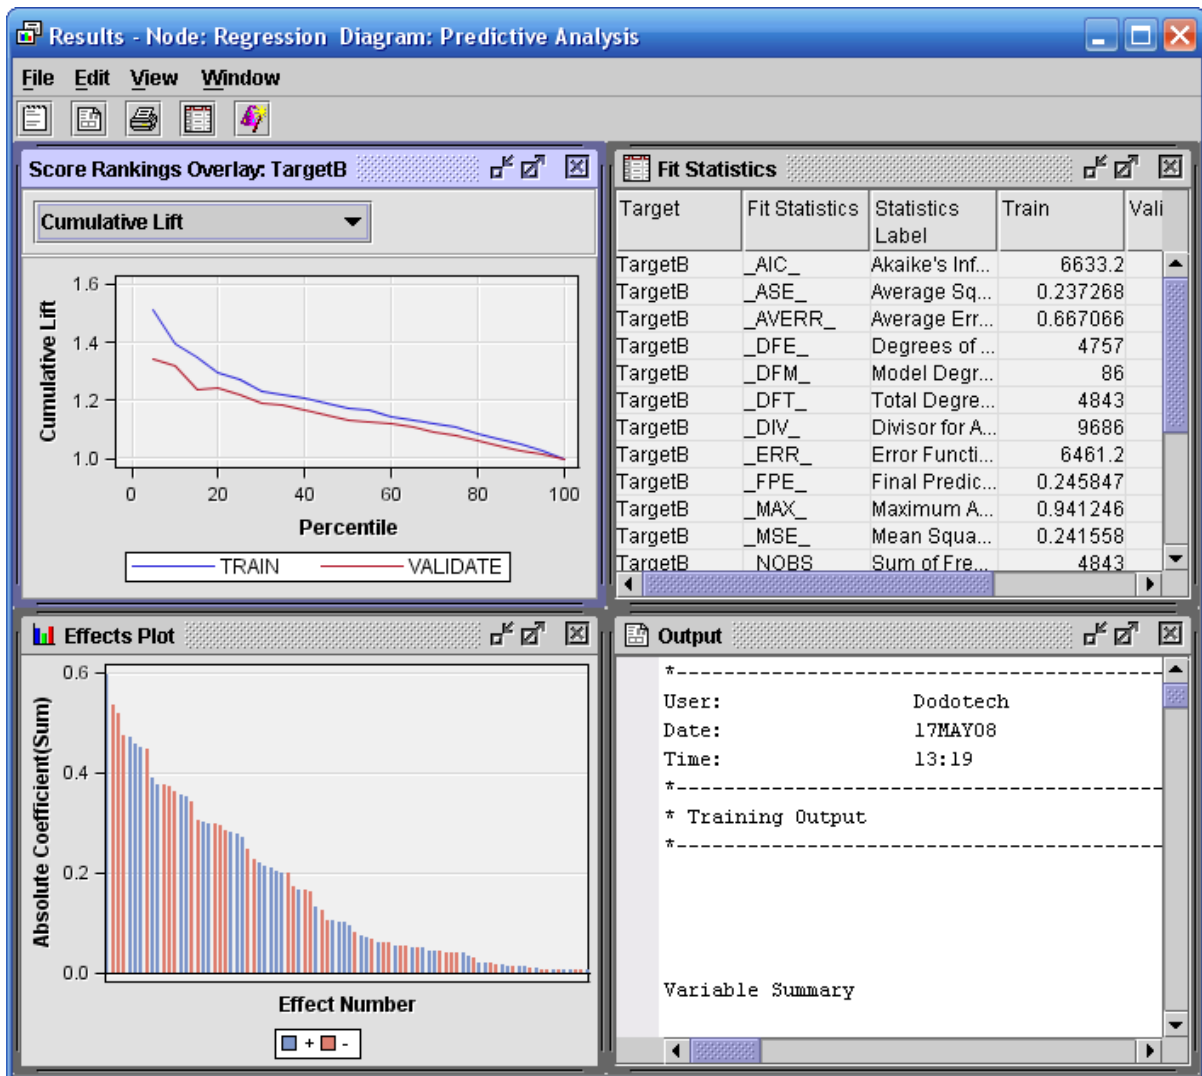 Results - Node: Regression Diagram: Predictive Analysis
File Edit View Window
Score Rankings Overlay: TargetB
Cumulative Lift
Cumulative Lift
1.6
1.4
1.2
1.0
0 20 40 60 80 100
Percentile
TRAIN VALIDATE
Fit Statistics
Target Fit Statistics Statistics Label Train Vali
TargetB _AIC_ Akaike's Inf... 6633.2
TargetB _ASE_ Average Sq... 0.237268
TargetB _AVERR_ Average Err... 0.667066
TargetB _DFE_ Degrees of ... 4757
TargetB _DFM_ Model Degr... 86
TargetB _DFT_ Total Degre... 4843
TargetB _DIV_ Divisor for A... 9686
TargetB _ERR_ Error Functi... 6461.2
TargetB _FPE_ Final Predic... 0.245847
TargetB _MAX_ Maximum A... 0.941246
TargetB _MSE_ Mean Squa... 0.241558
TargetB _NOBS_ Sum of Fre... 4843
Effects Plot
Absolute Coefficient(Sum)
0.6
0.4
0.2
0.0
Effect Number
+ -
Output
*------------------------------------------
User: Dodotech
Date: 17MAY08
Time: 13:19
*------------------------------------------
* Training Output
*------------------------------------------
Variable Summary